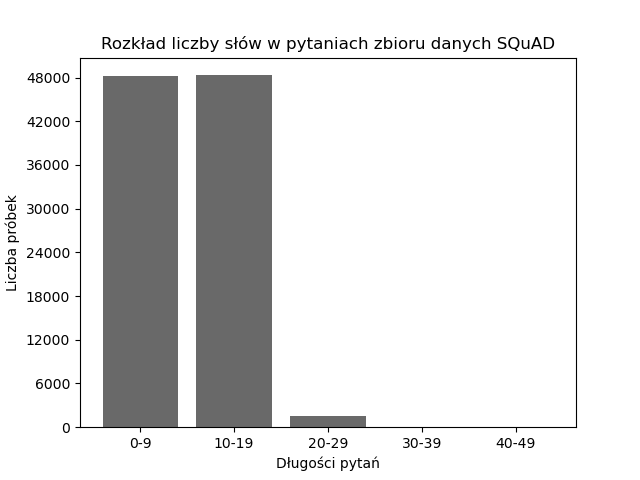 Rozkład liczby słów w pytaniach zbioru danych SQuAD
48000
42000
36000
30000
24000
18000
12000
6000
0
Liczba próbek
0-9 10-19 20-29 30-39 40-49
Długości pytań